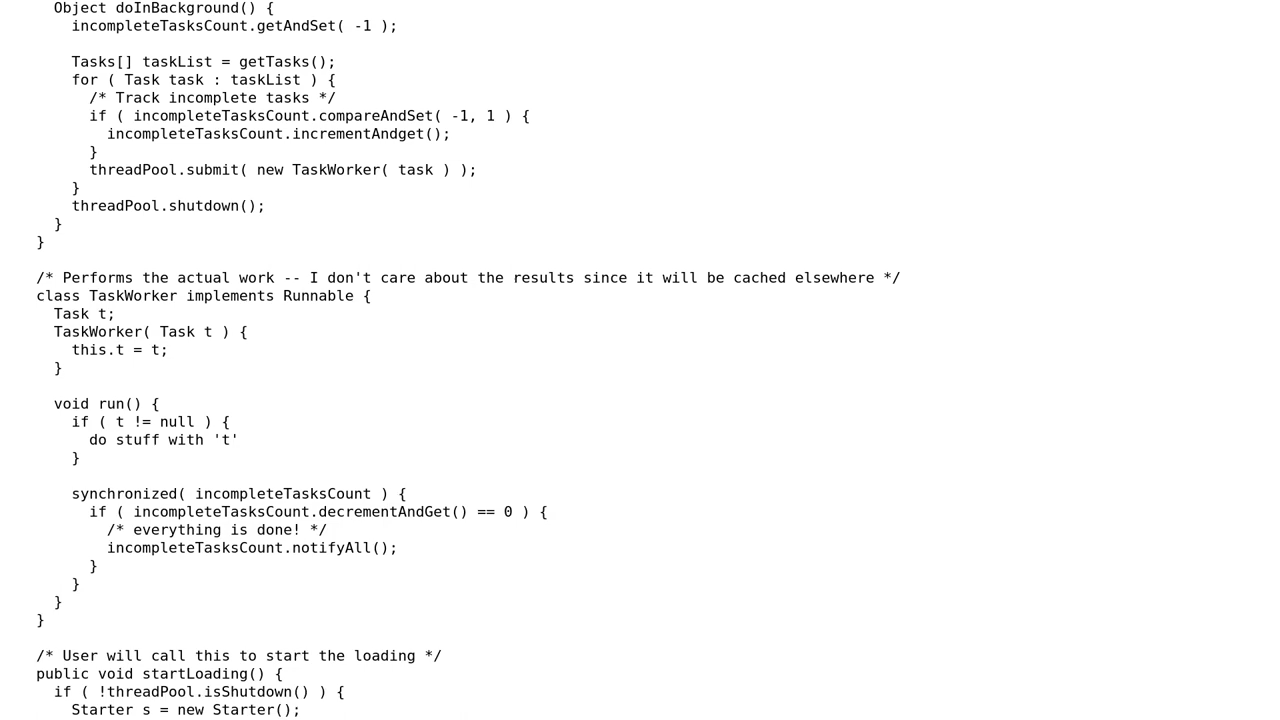 Object doInBackground() {
incompleteTasksCount.getAndSet( -1 );
Tasks[] taskList = getTasks();
for ( Task task : taskList ) {
/* Track incomplete tasks */
if ( incompleteTasksCount.compareAndSet( -1, 1 ) {
incompleteTasksCount.incrementAndget();
}
threadPool.submit( new TaskWorker( task ) );
}
threadPool.shutdown();
}
}
/* Performs the actual work -- I don't care about the results since it will be cached elsewhere */
class TaskWorker implements Runnable {
Task t;
TaskWorker( Task t ) {
this.t = t;
}
void run() {
if ( t != null ) {
do stuff with 't'
}
synchronized( incompleteTasksCount ) {
if ( incompleteTasksCount.decrementAndGet() == 0 ) {
/* everything is done! */
incompleteTasksCount.notifyAll();
}
}
}
}
/* User will call this to start the loading */
public void startLoading() {
if ( !threadPool.isShutdown() ) {
Starter s = new Starter();